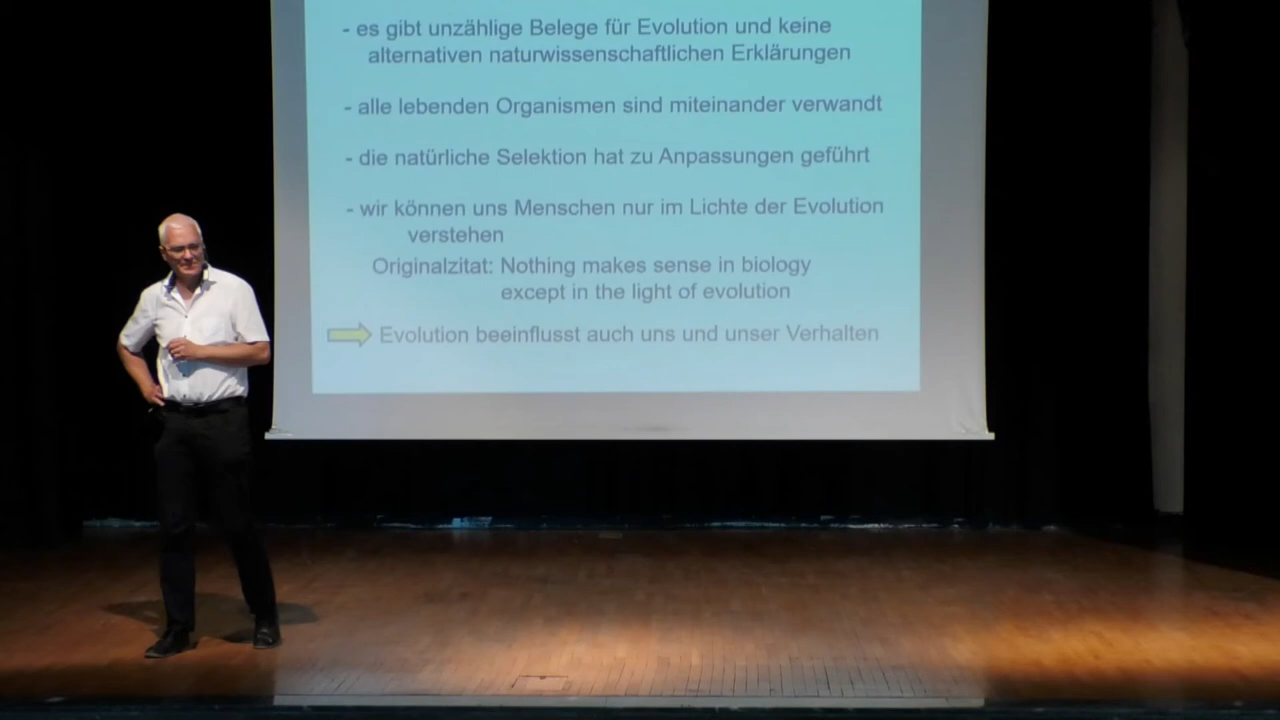 - es gibt unzählige Belege für Evolution und keine
alternativen naturwissenschaftlichen Erklärungen
- alle lebenden Organismen sind miteinander verwandt
- die natürliche Selektion hat zu Anpassungen geführt
- wir können uns Menschen nur im Lichte der Evolution
verstehen
Originalzitat: Nothing makes sense in biology
except in the light of evolution
Evolution beeinflusst auch uns und unser Verhalten